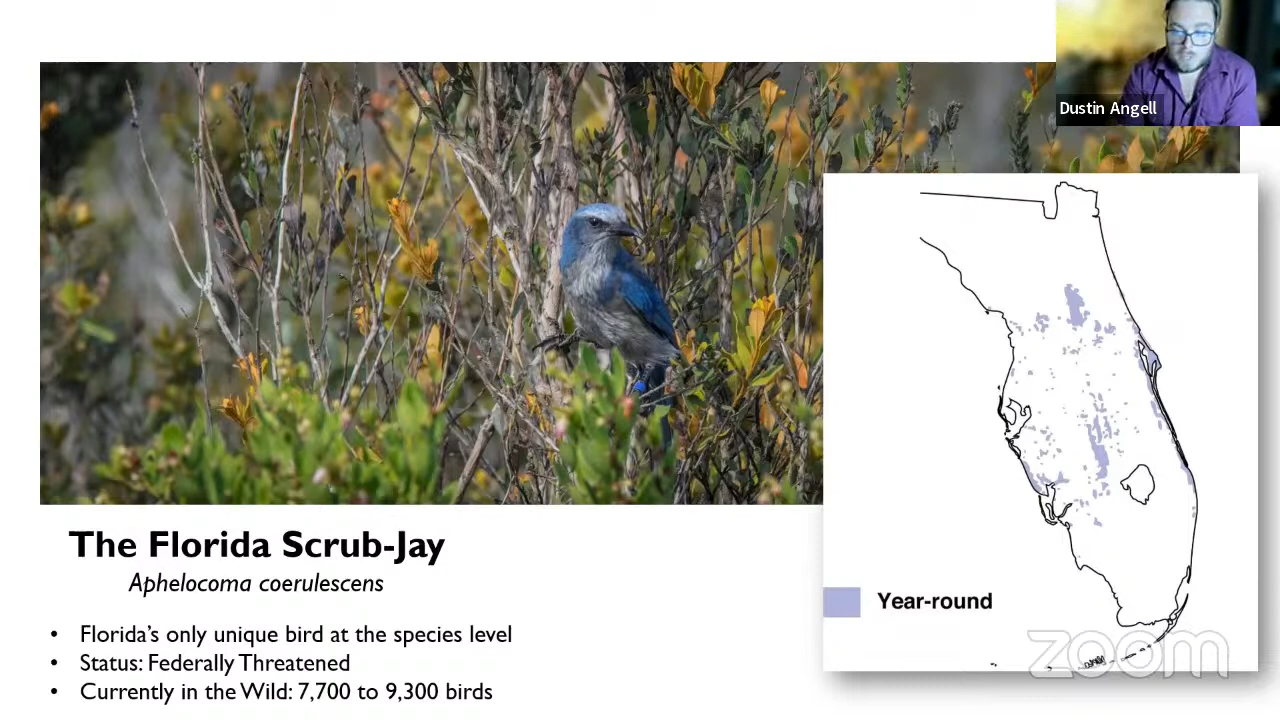 Dustin Angell
Year-round
zoom
The Florida Scrub-Jay
Aphelocoma coerulescens
• Florida's only unique bird at the species level
• Status: Federally Threatened
• Currently in the Wild: 7,700 to 9,300 birds